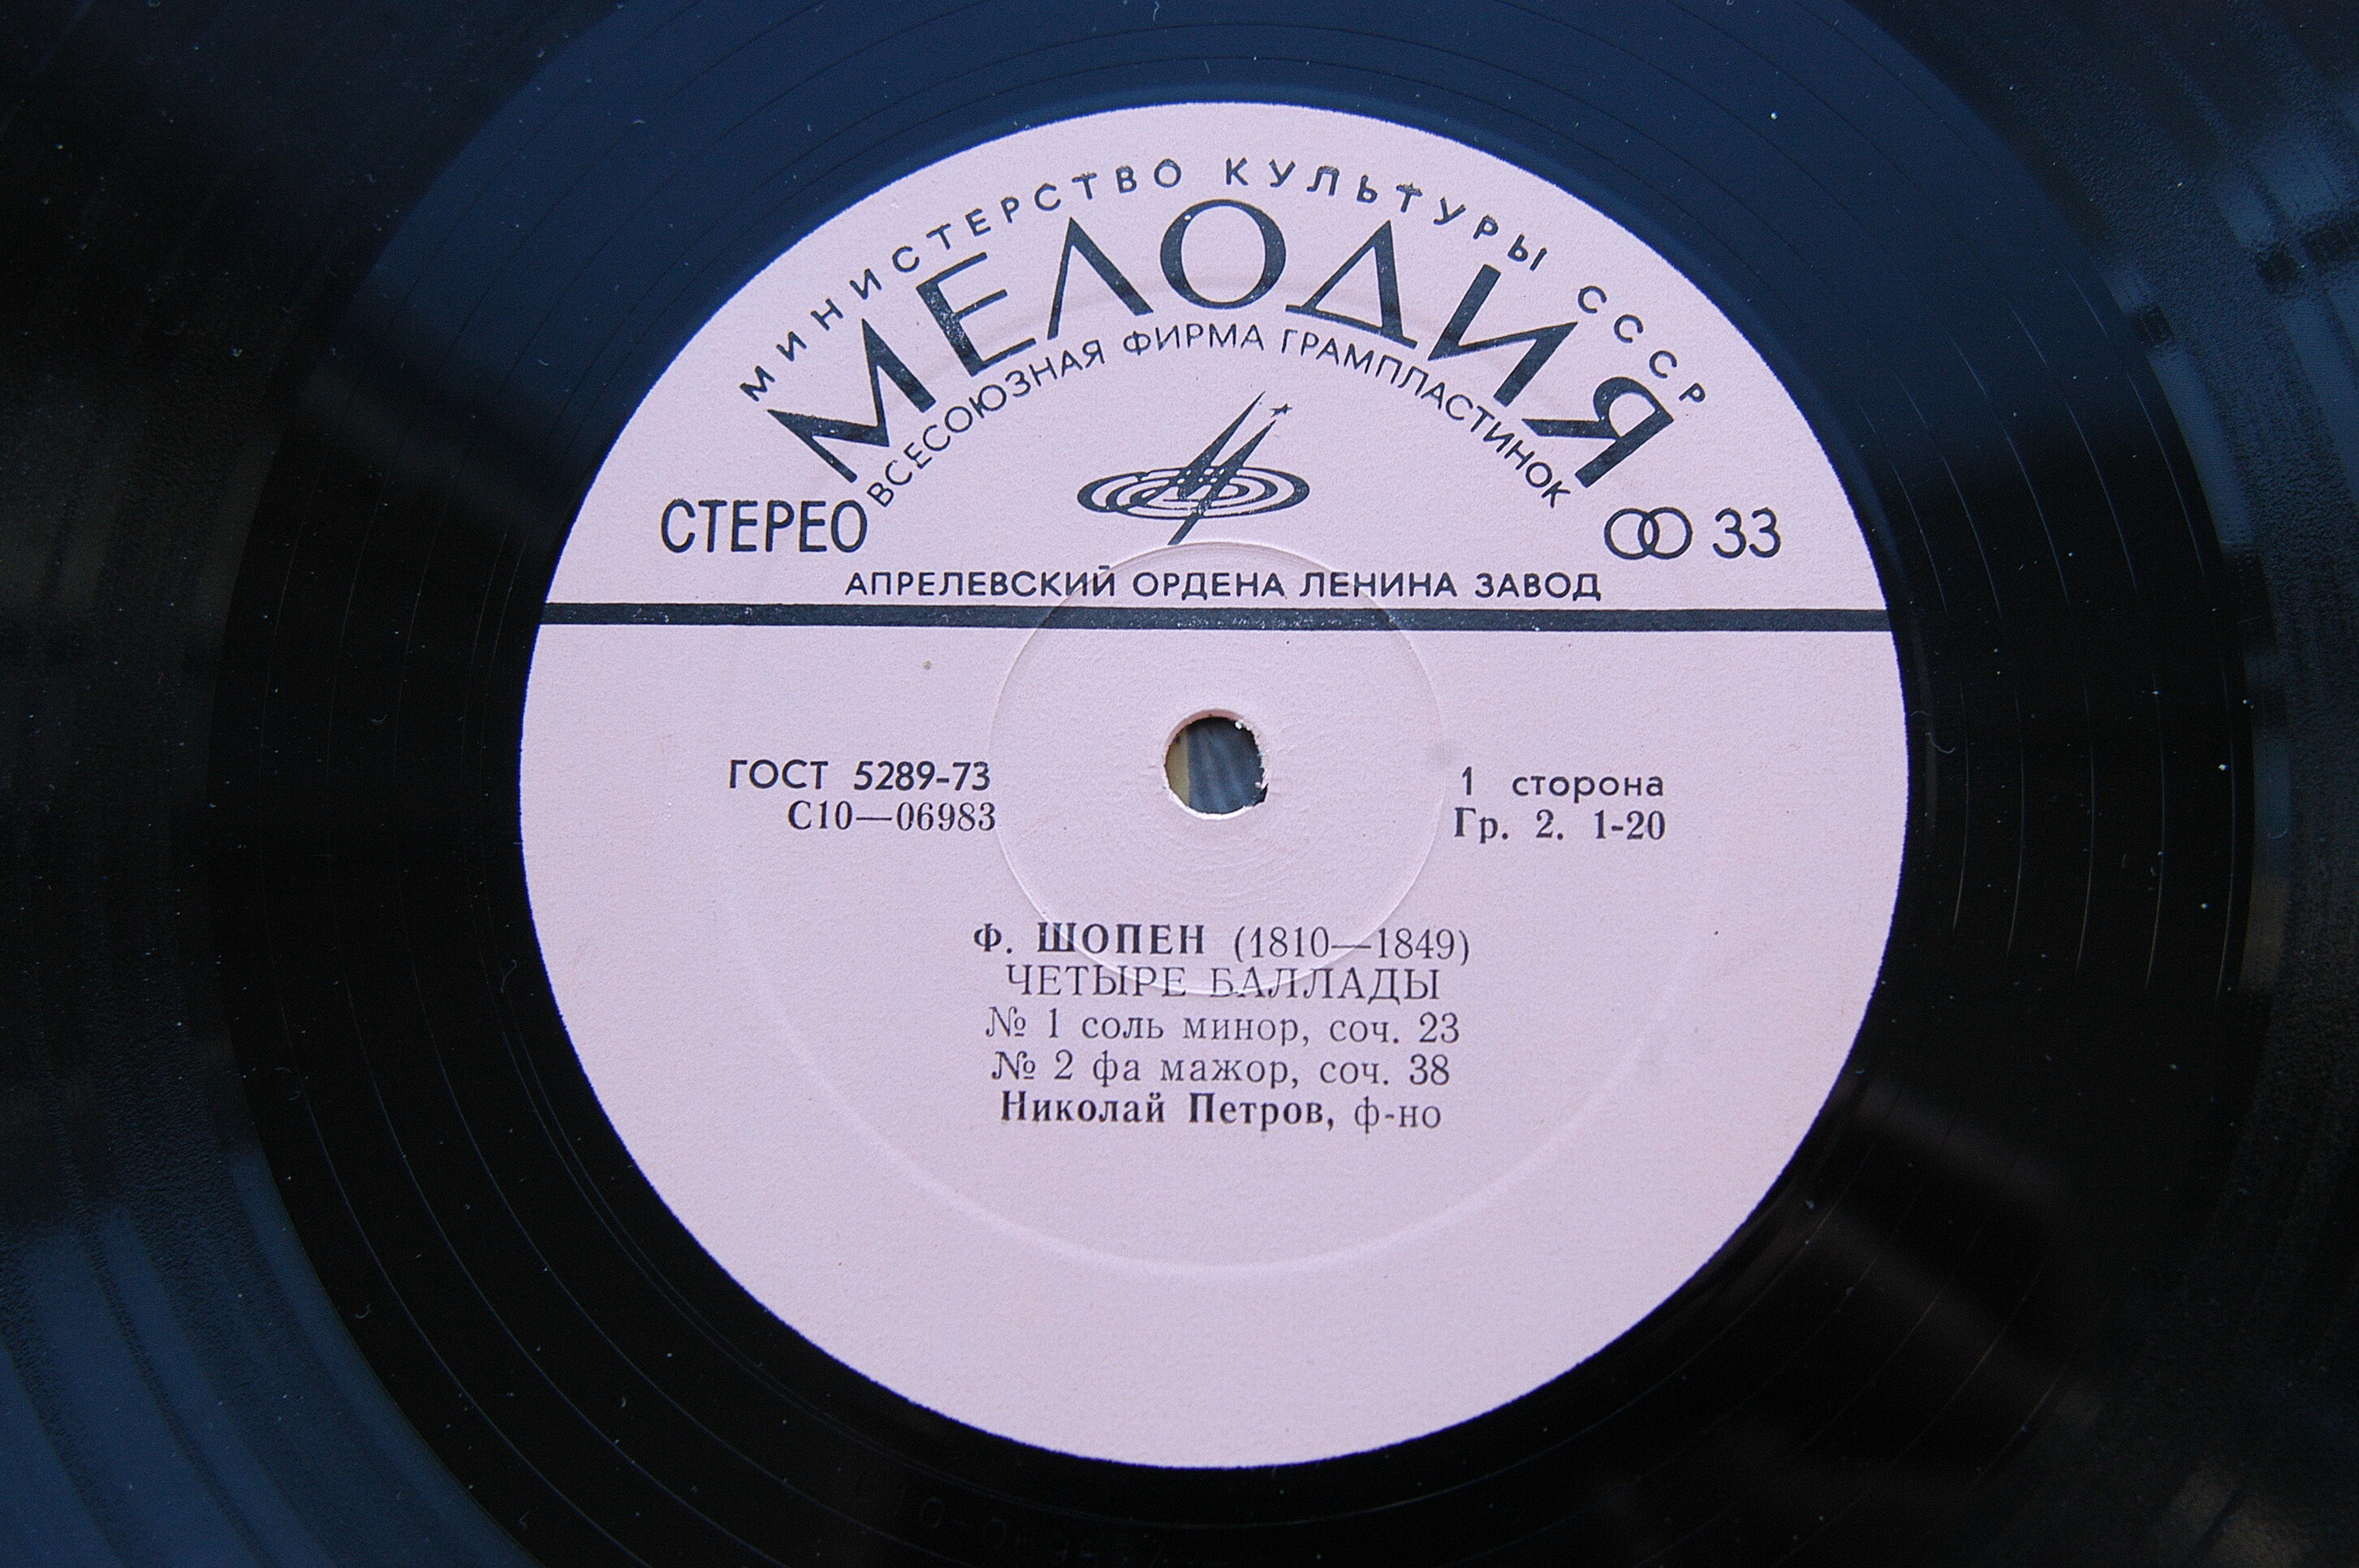 МИНИСТЕРСТВО КУЛЬТУРЫ СССР
МЕЛОДИЯ
ВСЕСОЮЗНАЯ ФИРМА ГРАМПЛАСТИНОК
СТЕРЕО 33
АПРЕЛЕВСКИЙ ОРДЕНА ЛЕНИНА ЗАВОД
ГОСТ 5289-73 1 сторона
С10—06983 Гр. 2. 1-20
Ф. ШОПЕН (1810—1849)
ЧЕТЫРЕ БАЛЛАДЫ
№ 1 соль минор, соч. 23
№ 2 фа мажор, соч. 38
Николай Петров, ф-но